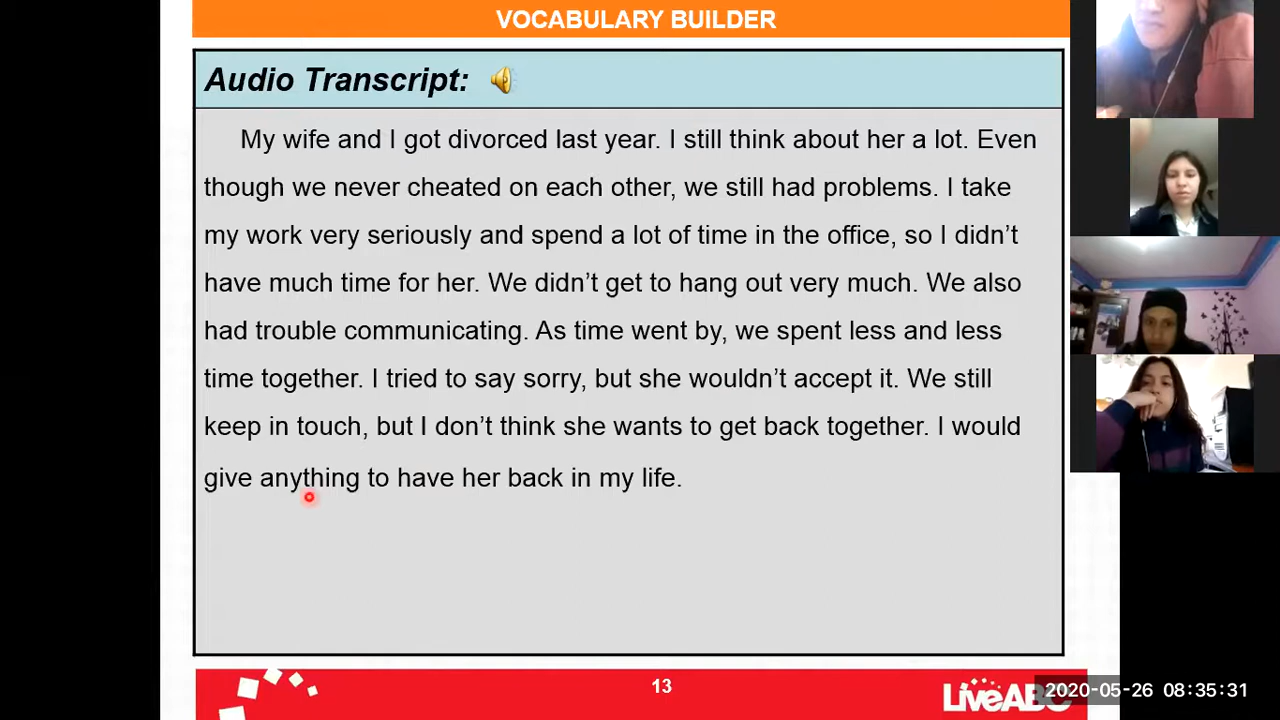 VOCABULARY BUILDER
Audio Transcript:
My wife and I got divorced last year. I still think about her a lot. Even
though we never cheated on each other, we still had problems. I take
my work very seriously and spend a lot of time in the office, so I didn’t
have much time for her. We didn’t get to hang out very much. We also
had trouble communicating. As time went by, we spent less and less
time together. I tried to say sorry, but she wouldn’t accept it. We still
keep in touch, but I don’t think she wants to get back together. I would
give anything to have her back in my life.
13
LiveABC
2020-05-26 08:35:31